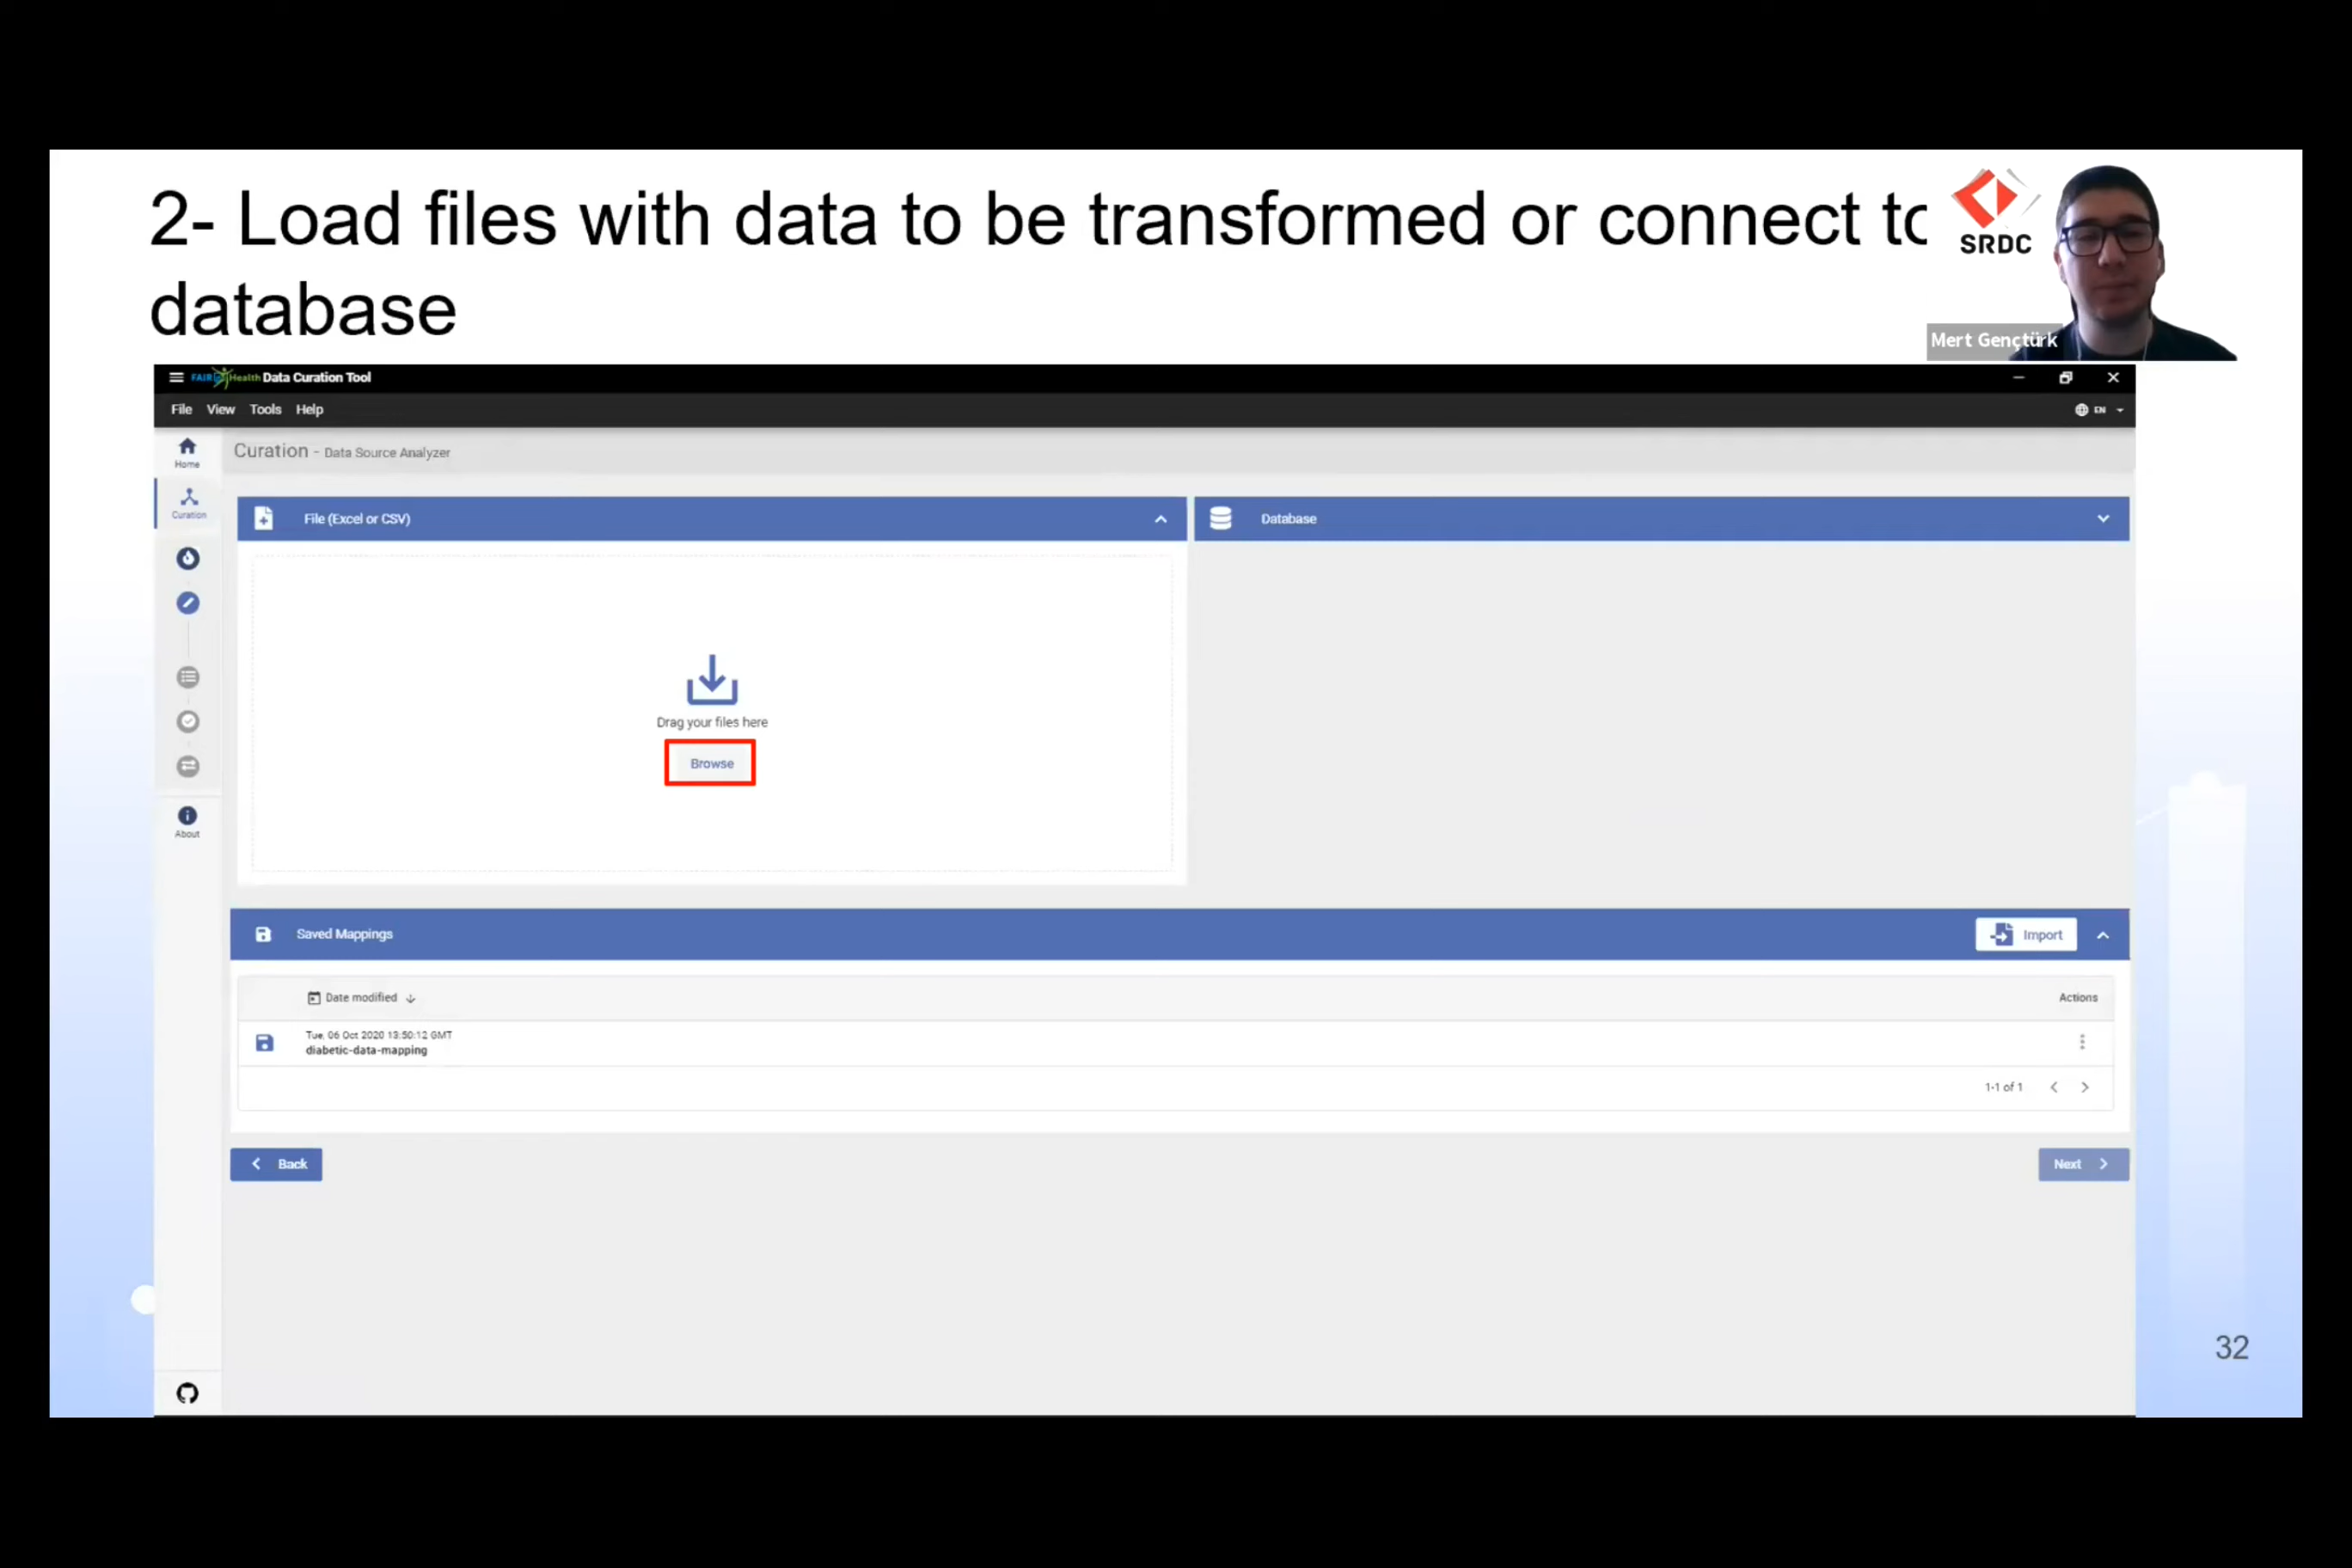 2- Load files with data to be transformed or connect to
database
SRDC
Mert Gençtürk
FAIR4Health Data Curation Tool
File View Tools Help
EN
Home
Curation - Data Source Analyzer
Curation
File (Excel or CSV)
Database
Drag your files here
Browse
About
Saved Mappings
Import
Date modified
Actions
Tue, 06 Oct 2020 13:50:12 GMT
diabetic-data-mapping
1-1 of 1
Back
Next
32